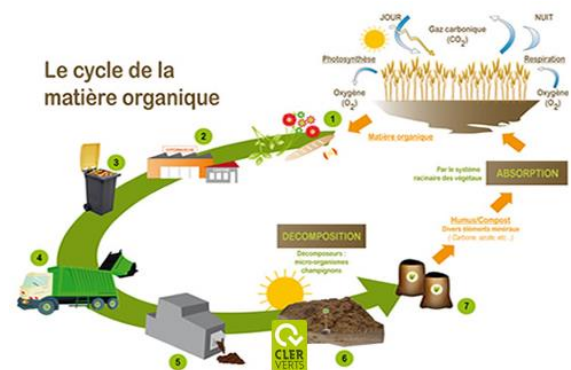 Le cycle de la
matière organique
JOUR
Gaz carbonique
(CO2)
NUIT
Photosynthèse
Respiration
Oxygène
(O2)
Oxygène
(O2)
Matière organique
1
2
3
4
5
6
7
DECOMPOSITION
Décomposeurs :
micro-organismes
champignons
Par le système
racinaire des végétaux
ABSORPTION
Humus/Compost
Divers éléments minéraux
( Carbone, azote, etc...)
CLER
VERTS